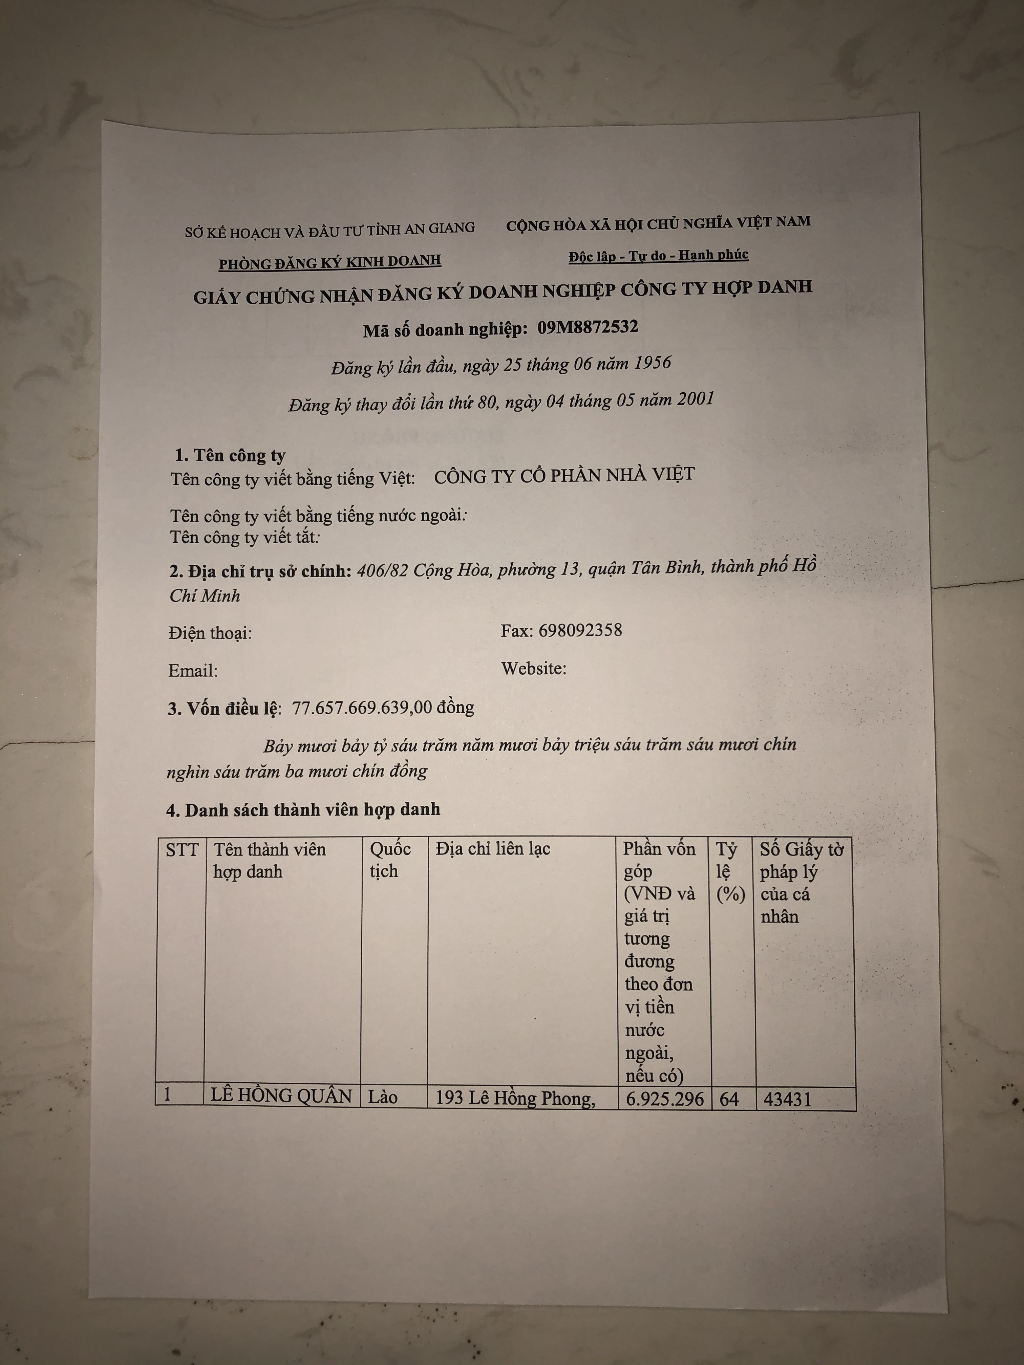 SỞ KẾ HOẠCH VÀ ĐẦU TƯ TỈNH AN GIANG
CỘNG HÒA XÃ HỘI CHỦ NGHĨA VIỆT NAM
PHÒNG ĐĂNG KÝ KINH DOANH
Độc lập - Tự do - Hạnh phúc
GIẤY CHỨNG NHẬN ĐĂNG KÝ DOANH NGHIỆP CÔNG TY HỢP DANH
Mã số doanh nghiệp: 09M8872532
Đăng ký lần đầu, ngày 25 tháng 06 năm 1956
Đăng ký thay đổi lần thứ 80, ngày 04 tháng 05 năm 2001
1. Tên công ty
Tên công ty viết bằng tiếng Việt: CÔNG TY CỔ PHẦN NHÀ VIỆT
Tên công ty viết bằng tiếng nước ngoài:
Tên công ty viết tắt:
2. Địa chỉ trụ sở chính: 406/82 Cộng Hòa, phường 13, quận Tân Bình, thành phố Hồ
Chí Minh
Điện thoại:
Fax: 698092358
Email:
Website:
3. Vốn điều lệ: 77.657.669.639,00 đồng
Bảy mươi bảy tỷ sáu trăm năm mươi bảy triệu sáu trăm sáu mươi chín
nghìn sáu trăm ba mươi chín đồng
4. Danh sách thành viên hợp danh
STT
Tên thành viên
hợp danh
Quốc
tịch
Địa chỉ liên lạc
Phần vốn
góp
(VNĐ và
giá trị
tương
đương
theo đơn
vị tiền
nước
ngoài,
nếu có)
Tỷ
lệ
(%)
Số Giấy tờ
pháp lý
của cá
nhân
1
LÊ HỒNG QUÂN
Lào
193 Lê Hồng Phong,
6.925.296
64
43431